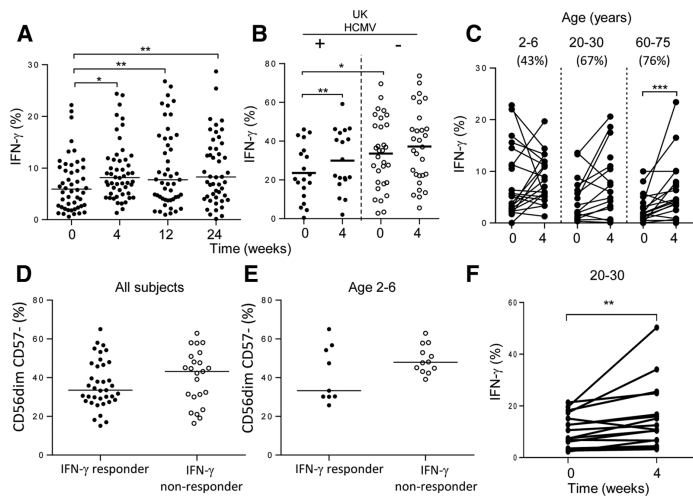 A
IFN-γ (%)
30
20
10
0
**
**
*
0 4 12 24
Time (weeks)
B
UK
HCMV
+ -
IFN-γ (%)
80
60
40
20
0
*
**
0 4 0 4
C
Age (years)
2-6 20-30 60-75
(43%) (67%) (76%)
IFN-γ (%)
30
20
10
0
***
0 4 0 4 0 4
Time (weeks)
D
All subjects
CD56dim CD57- (%)
80
60
40
20
0
IFN-γ responder
IFN-γ
non-responder
E
Age 2-6
CD56dim CD57- (%)
80
60
40
20
0
IFN-γ responder
IFN-γ
non-responder
F
20-30
IFN-γ (%)
60
40
20
0
**
0 4
Time (weeks)